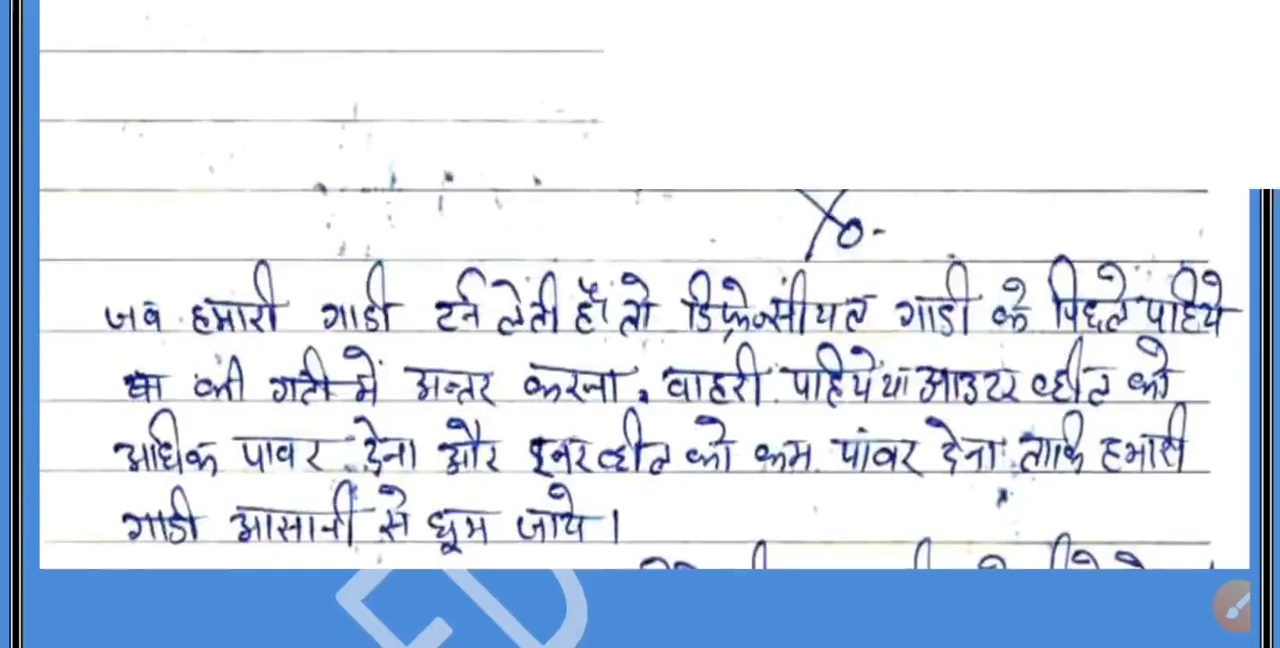 जब हमारी गाडी टर्न लेती हैं तो डिफ्रेन्सीयल गाडी के पिछले पहिये
की गती में अन्तर करना, वाहरी पहिये या आउटर व्हील को
अधिक पावर देना और इनर व्हील को कम पांवर देना ताकि हमारी
गाडी आसानी से घूम जाये।
ED